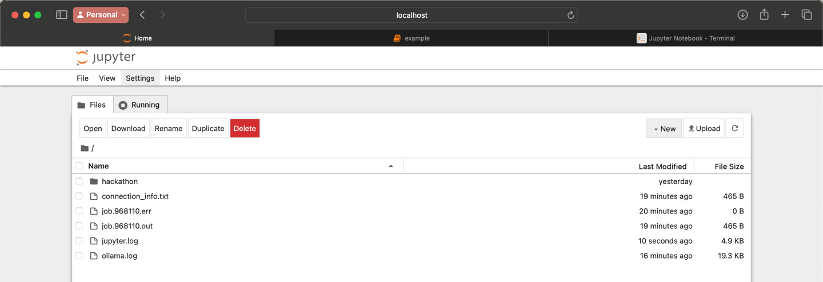 Personal
localhost
Home example Jupyter Notebook - Terminal
jupyter
File View Settings Help
Files Running
Open Download Rename Duplicate Delete New Upload
/
Name Last Modified File Size
hackathon yesterday
connection_info.txt 19 minutes ago 465 B
job.968110.err 20 minutes ago 0 B
job.968110.out 19 minutes ago 465 B
jupyter.log 10 seconds ago 4.9 KB
ollama.log 16 minutes ago 19.3 KB